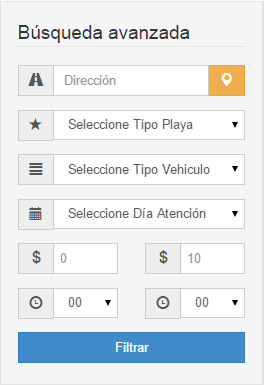 Búsqueda avanzada
Dirección
Seleccione Tipo Playa
Seleccione Tipo Vehiculo
Seleccione Día Atención
$ 0 $ 10
00 00
Filtrar